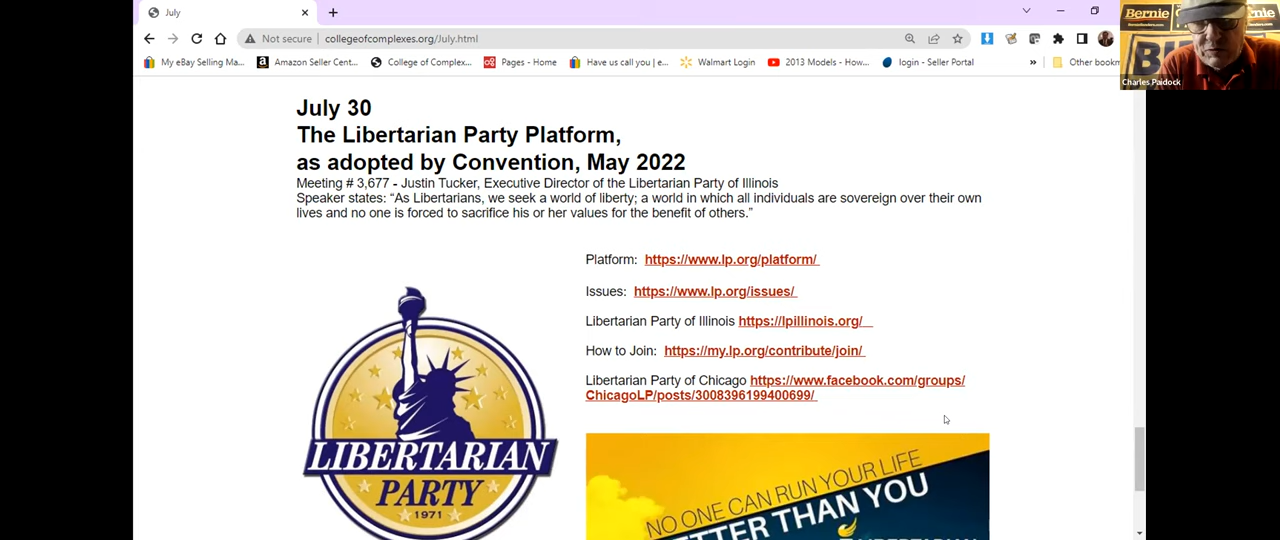 July
Not secure
collegeofcomplexes.org/July.html
My eBay Selling Ma...
Amazon Seller Cent...
College of Complex...
Pages - Home
Have us call you | e...
Walmart Login
2013 Models - How...
login - Seller Portal
»
Other bookm
Bernie
Charles Paidock
July 30
The Libertarian Party Platform,
as adopted by Convention, May 2022
Meeting # 3,677 - Justin Tucker, Executive Director of the Libertarian Party of Illinois
Speaker states: “As Libertarians, we seek a world of liberty; a world in which all individuals are sovereign over their own
lives and no one is forced to sacrifice his or her values for the benefit of others.”
Platform: https://www.lp.org/platform/
Issues: https://www.lp.org/issues/
Libertarian Party of Illinois https://lpillinois.org/
How to Join: https://my.lp.org/contribute/join/
Libertarian Party of Chicago https://www.facebook.com/groups/
ChicagoLP/posts/3008396199400699/
LIBERTARIAN
PARTY
1971
NO ONE CAN RUN YOUR LIFE
BETTER THAN YOU